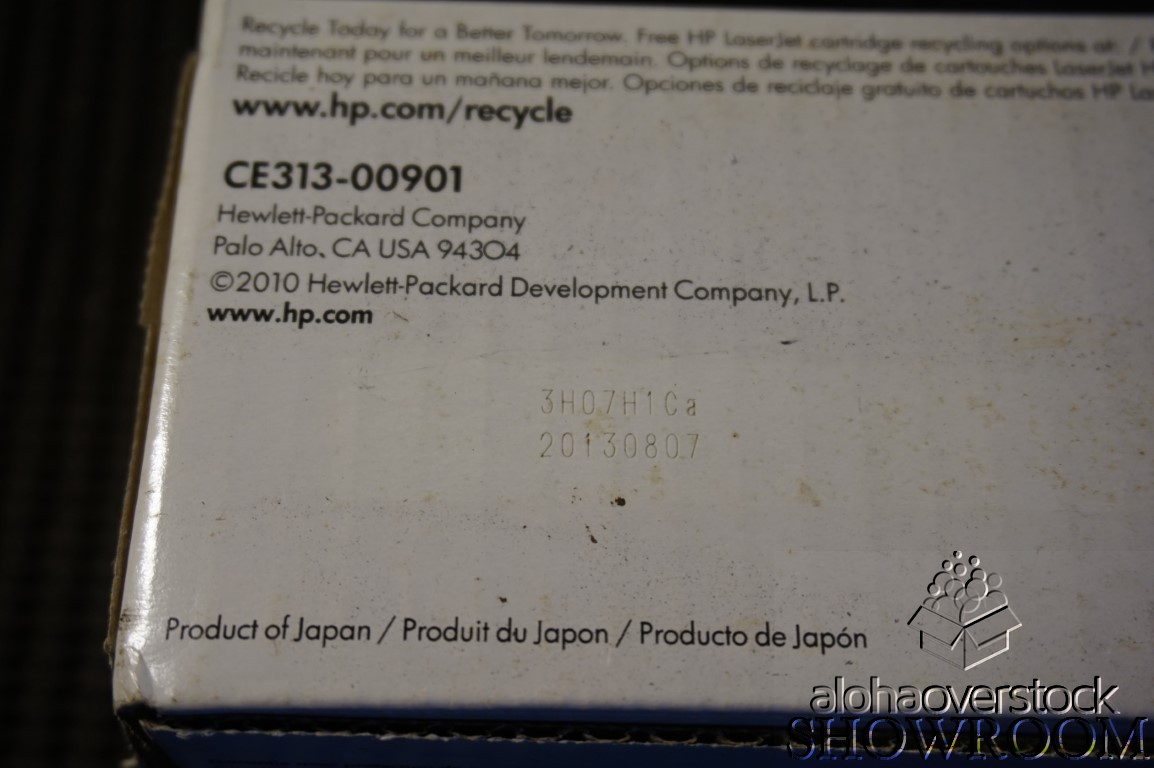 Recycle Today for a Better Tomorrow. Free HP LaserJet cartridge recycling options at: /
maintenant pour un meilleur lendemain. Options de recyclage de cartouches LaserJet
Recicle hoy para un mañana mejor. Opciones de reciclaje gratuito de cartuchos HP
www.hp.com/recycle
CE313-00901
Hewlett-Packard Company
Palo Alto, CA USA 94304
©2010 Hewlett-Packard Development Company, L.P.
www.hp.com
3H07H1Ca
20130807
Product of Japan / Produit du Japon / Producto de Japón
alohaoverstock
SHOWROOM